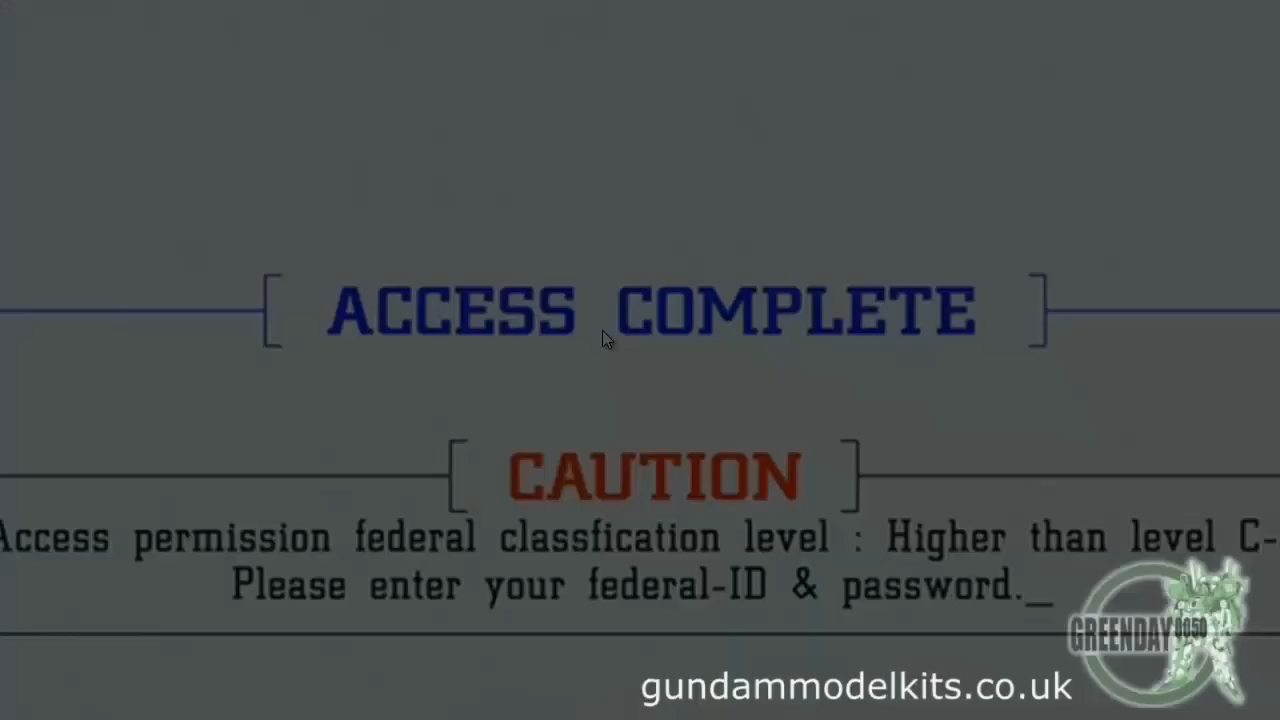 ACCESS COMPLETE
CAUTION
Access permission federal classfication level : Higher than level C-
Please enter your federal-ID & password._
GREENDAY0050
gundammodelkits.co.uk